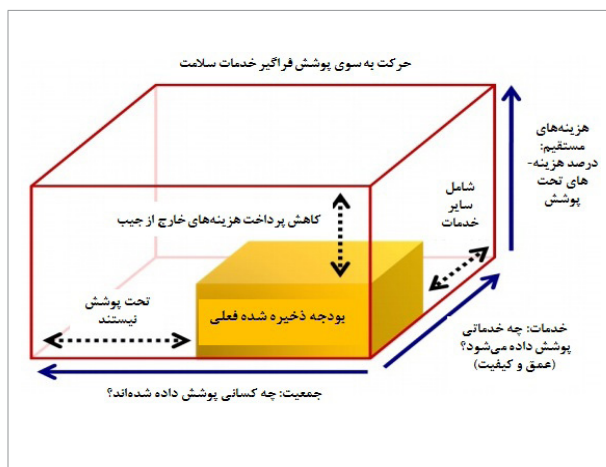 حرکت به سوی پوشش فراگیر خدمات سلامت
هزینه‌های
مستقیم:
درصد هزینه-
های تحت
پوشش
شامل
سایر
خدمات
کاهش پرداخت هزینه‌های خارج از جیب
تحت پوشش
نیستند
بودجه ذخیره شده فعلی
خدمات: چه خدماتی
پوشش داده می‌شود؟
(عمق و کیفیت)
جمعیت: چه کسانی پوشش داده شده‌اند؟